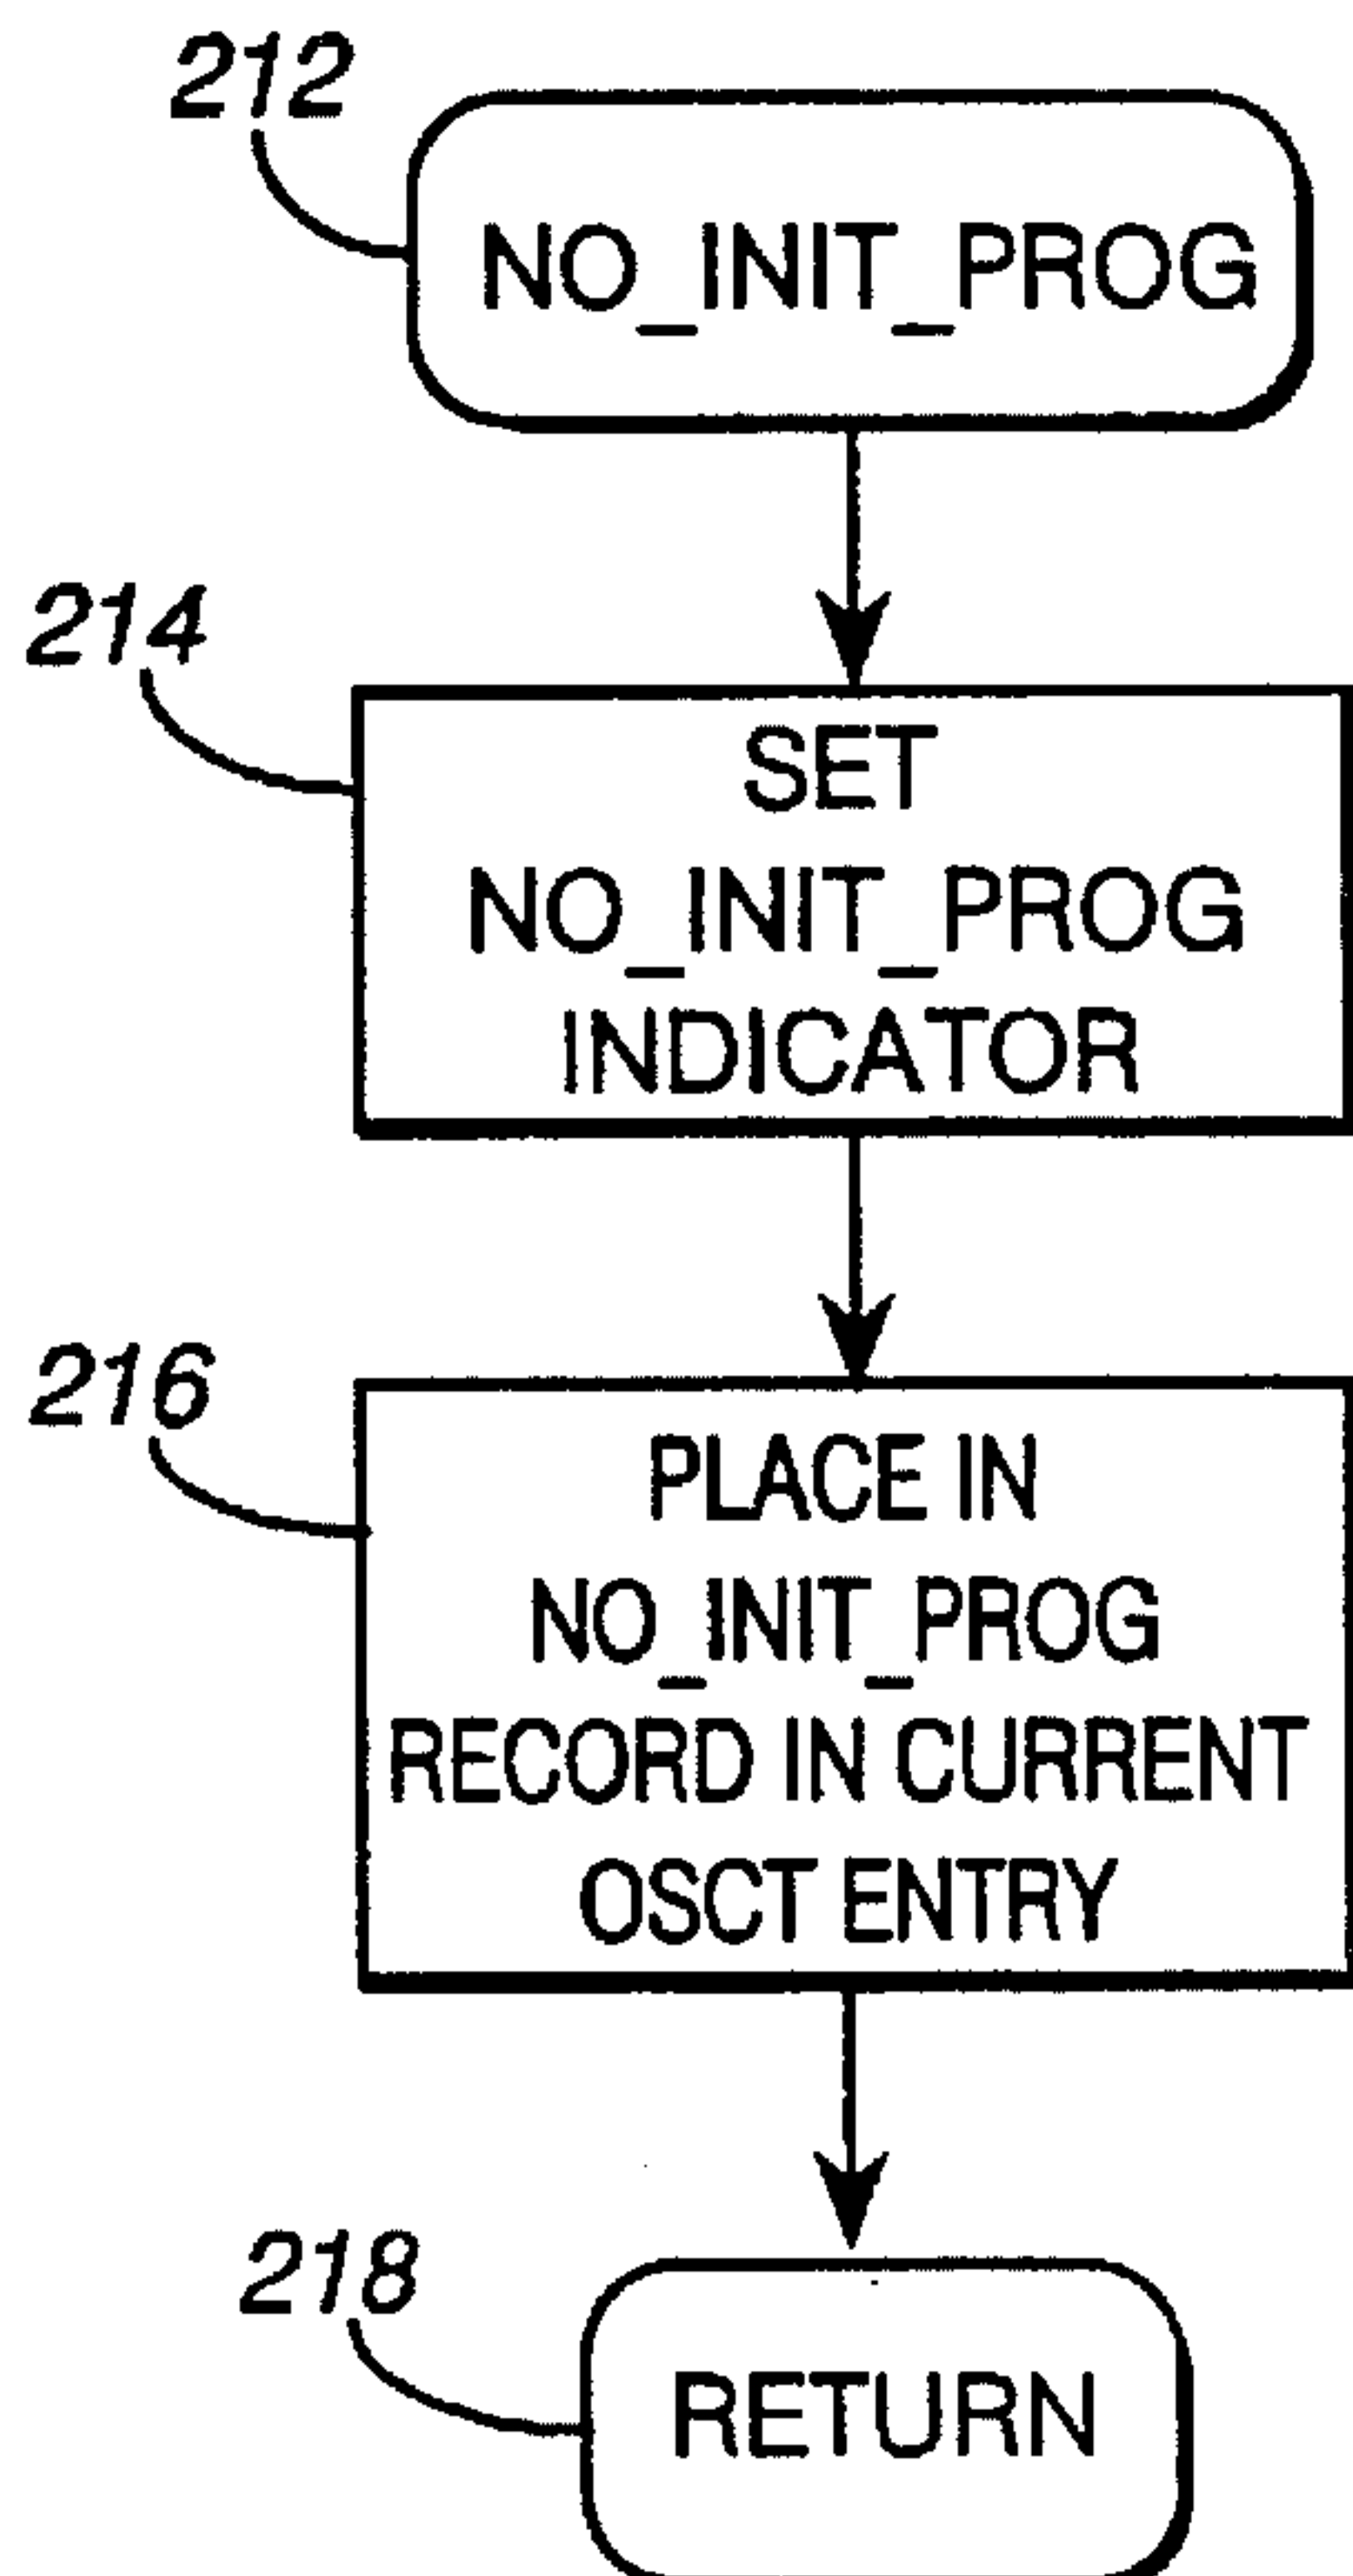 212
NO_INIT_PROG
214
SET
NO_INIT_PROG
INDICATOR
216
PLACE IN
NO_INIT_PROG
RECORD IN CURRENT
OSCT ENTRY
218
RETURN